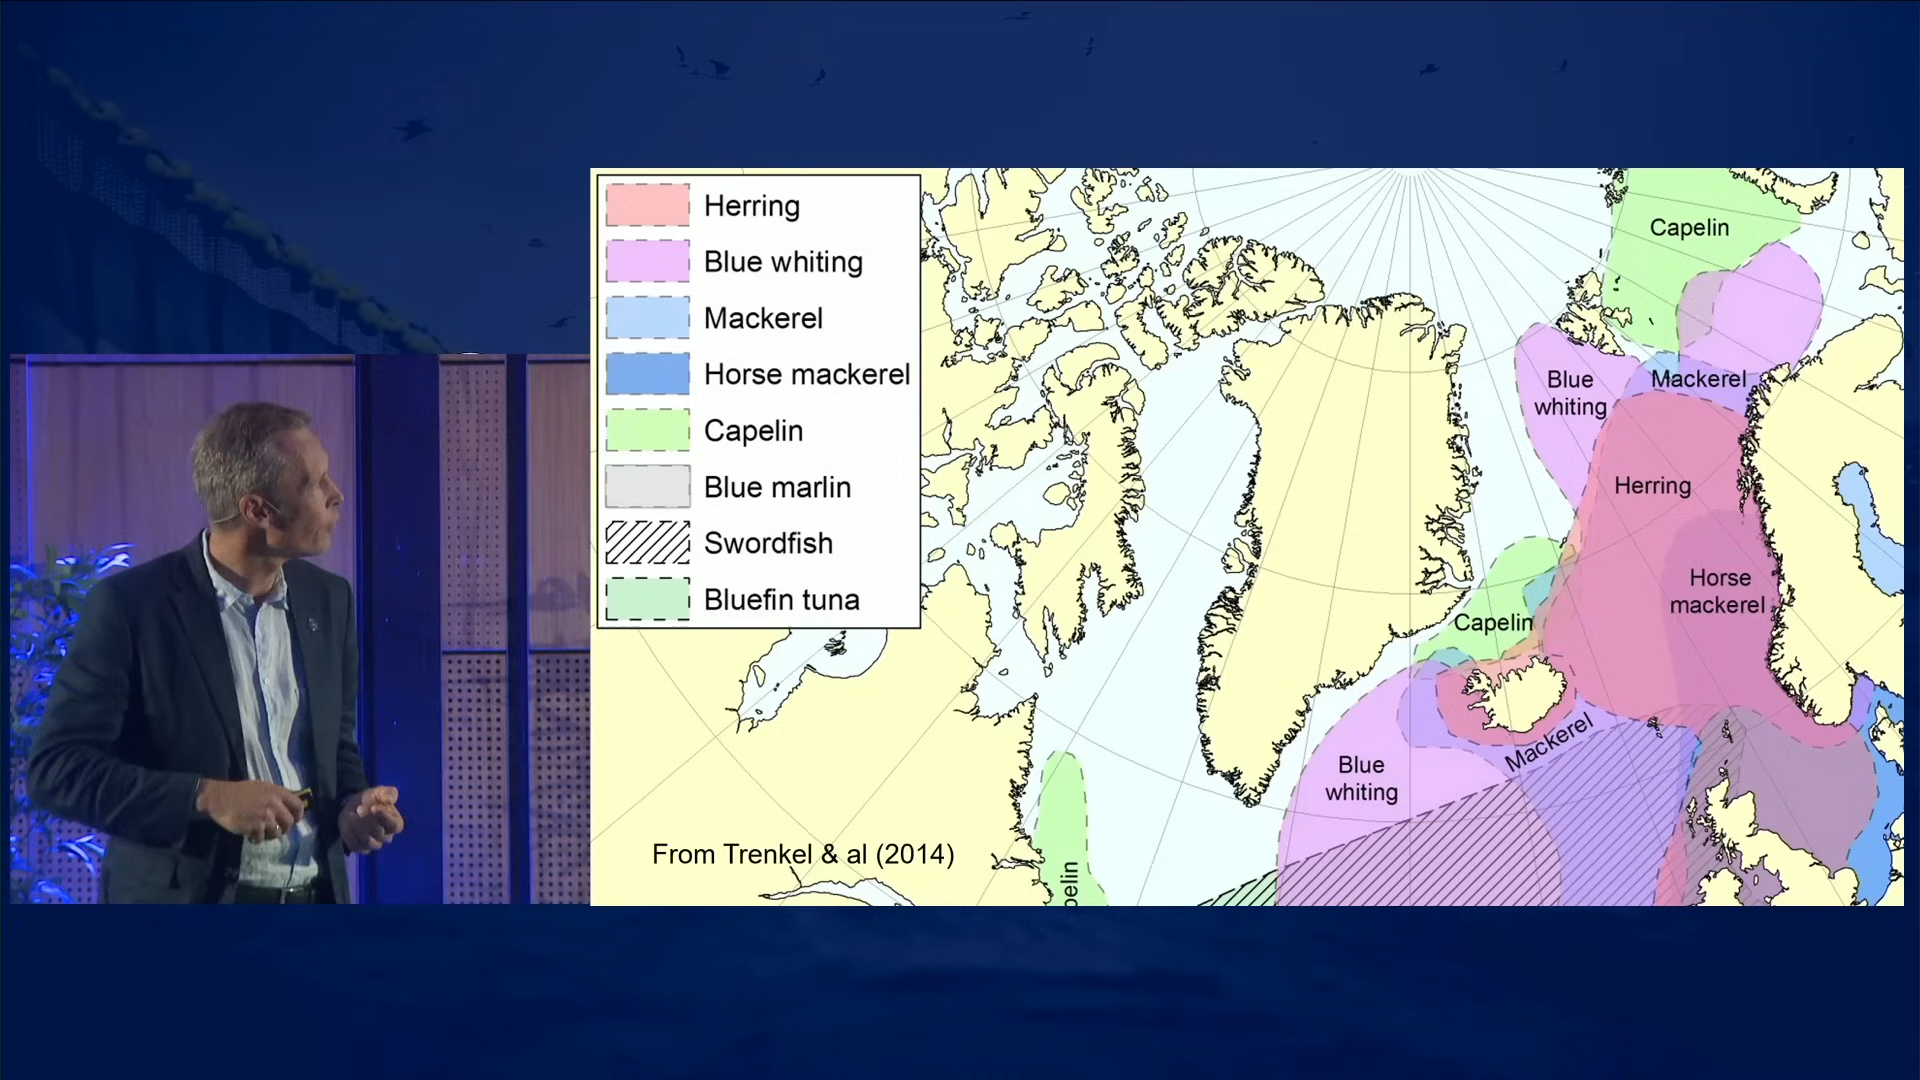 Herring
Blue whiting
Mackerel
Horse mackerel
Capelin
Blue marlin
Swordfish
Bluefin tuna
Capelin
Blue
whiting
Mackerel
Herring
Horse
mackerel
Capelin
Mackerel
Blue
whiting
From Trenkel & al (2014)
pelin